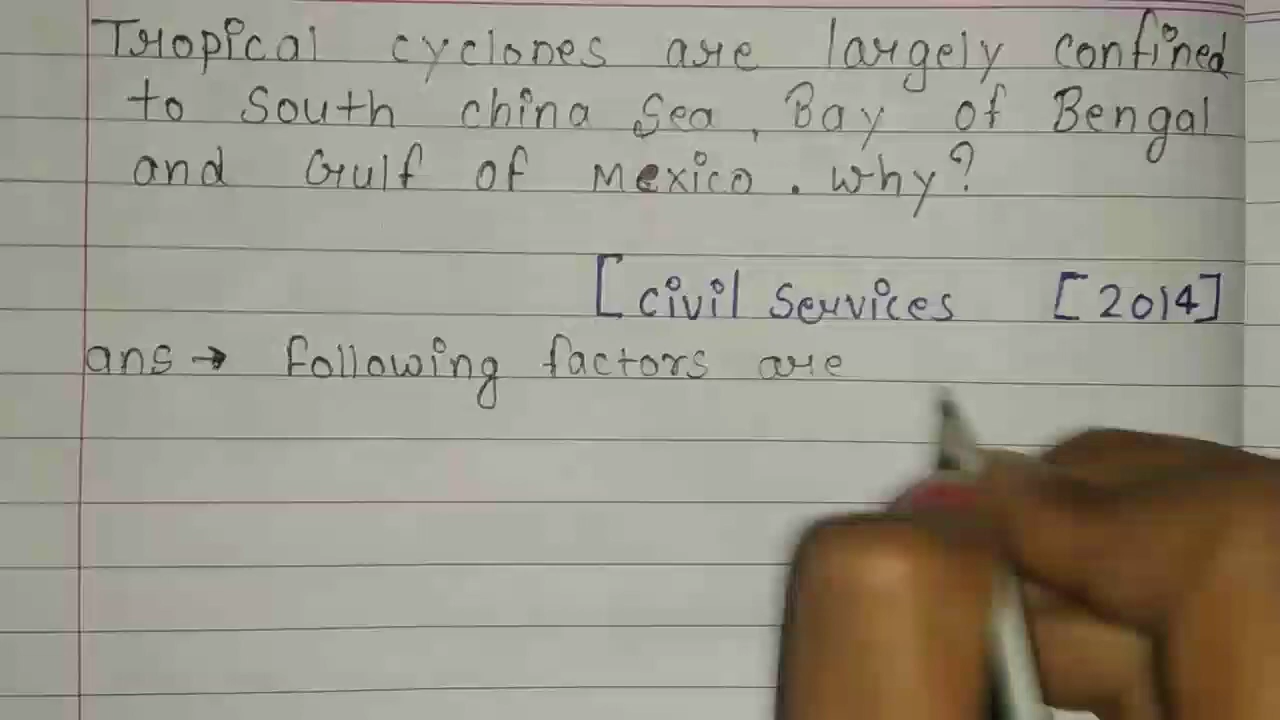 Tropical cyclones are largely confined
to South china Sea, Bay of Bengal
and Gulf of Mexico. Why?
[civil Services [2014]
ans → Following factors are